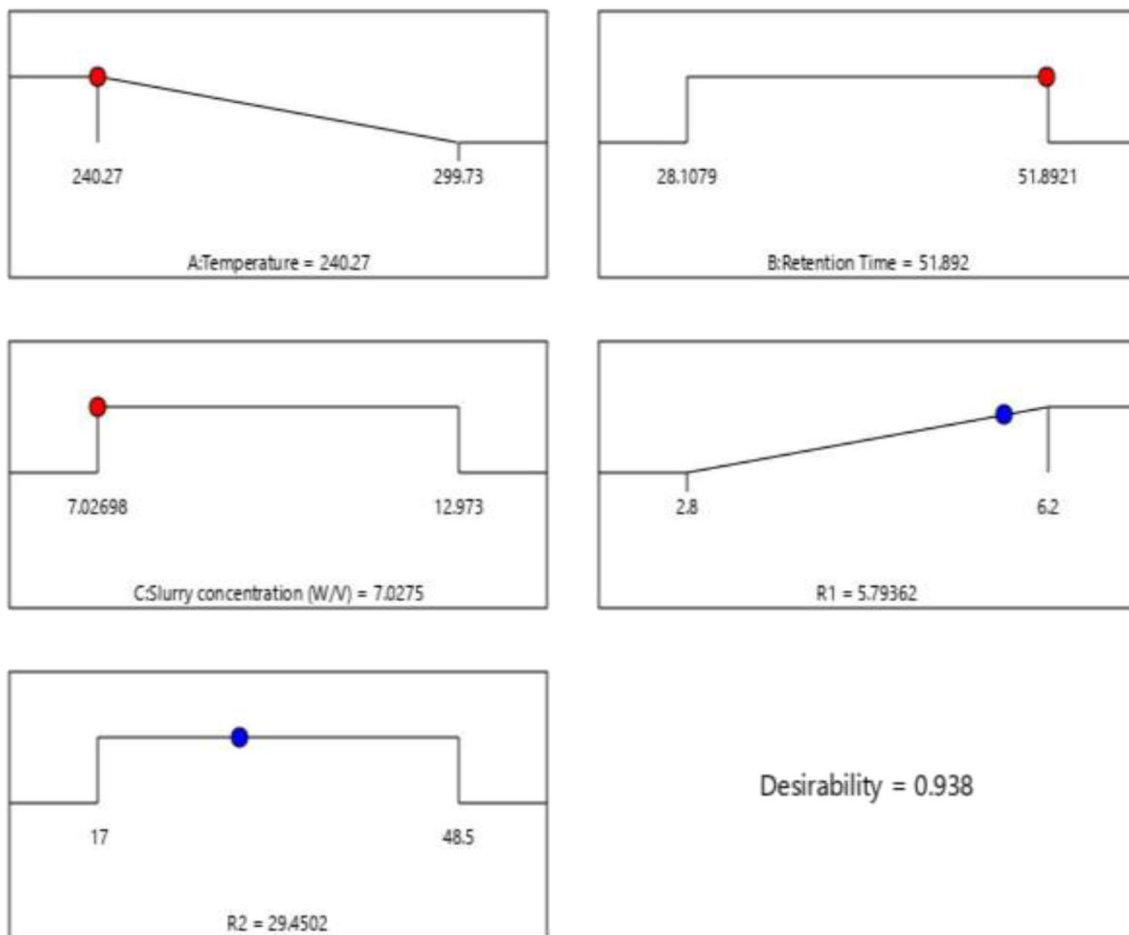 240.27
299.73
A:Temperature = 240.27
28.1079
51.8921
B:Retention Time = 51.892
7.02698
12.973
C:Slurry concentration (W/V) = 7.0275
2.8
6.2
R1 = 5.79362
17
48.5
R2 = 29.4502
Desirability = 0.938